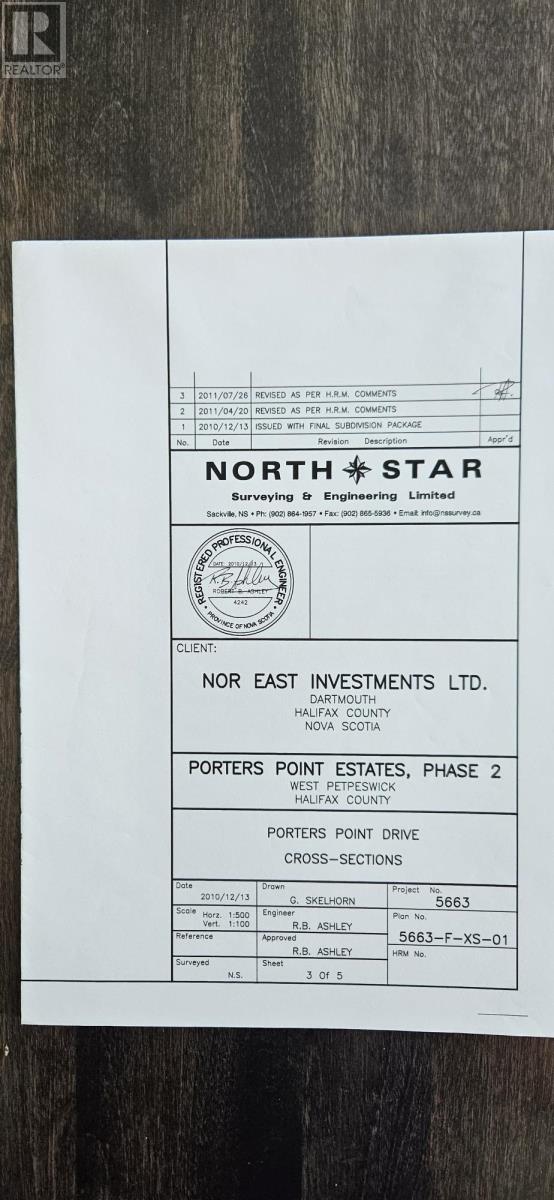 R
REALTOR®
3 2011/07/26 REVISED AS PER H.R.M. COMMENTS
2 2011/04/20 REVISED AS PER H.R.M. COMMENTS
1 2010/12/13 ISSUED WITH FINAL SUBDIVISION PACKAGE
No. Date Revision Description Appr'd
NORTH STAR
Surveying & Engineering Limited
Sackville, NS • Ph: (902) 864-1957 • Fax: (902) 865-5936 • Email: info@nssurvey.ca
REGISTERED PROFESSIONAL ENGINEER
DATE: 2010/12/13
R.B. Ashley
ROBERT B. ASHLEY
4242
PROVINCE OF NOVA SCOTIA
CLIENT:
NOR EAST INVESTMENTS LTD.
DARTMOUTH
HALIFAX COUNTY
NOVA SCOTIA
PORTERS POINT ESTATES, PHASE 2
WEST PETPESWICK
HALIFAX COUNTY
PORTERS POINT DRIVE
CROSS-SECTIONS
Date 2010/12/13
Drawn G. SKELHORN
Project No. 5663
Scale Horz. 1:500
Vert. 1:100
Engineer R.B. ASHLEY
Plan No. 5663-F-XS-01
Reference
Approved R.B. ASHLEY
HRM No.
Surveyed N.S.
Sheet 3 Of 5